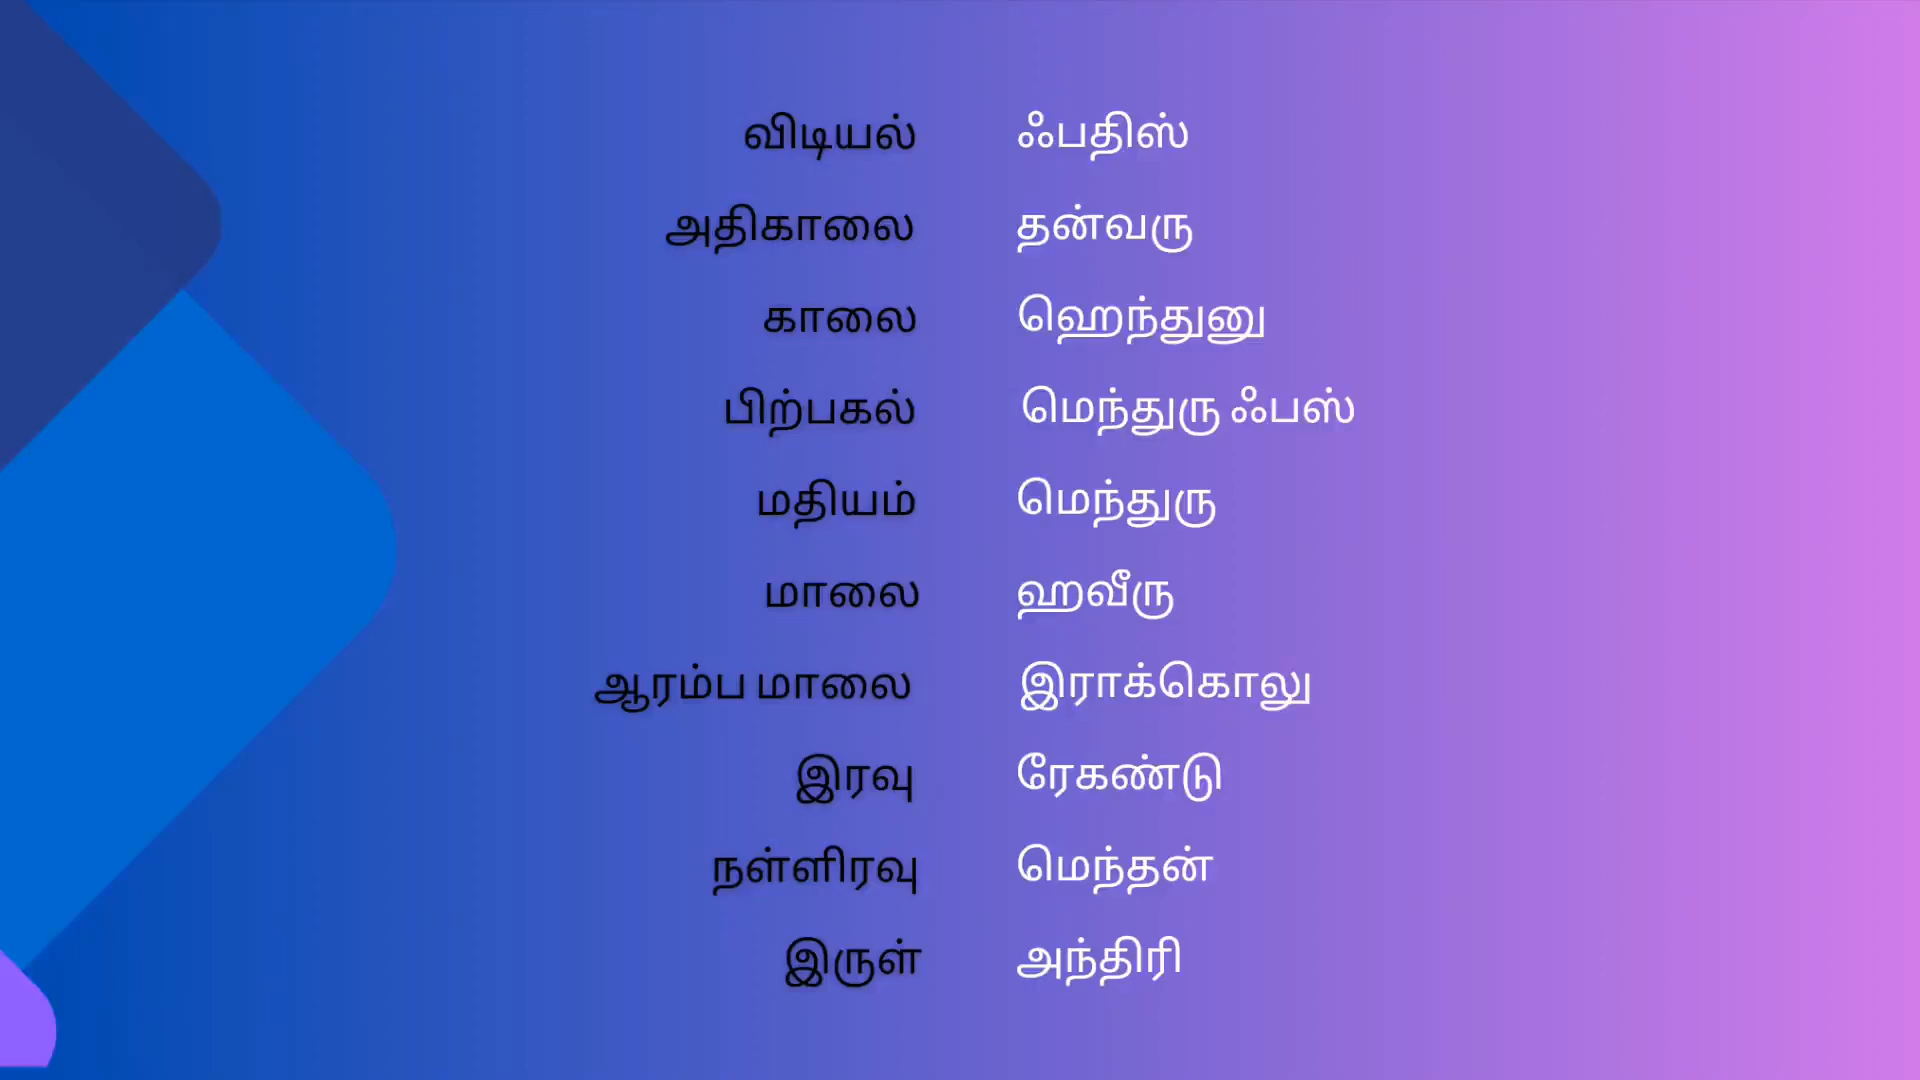 விடியல் ஃபதிஸ்
அதிகாலை தன்வரு
காலை ஹெந்துனு
பிற்பகல் மெந்துரு ஃபஸ்
மதியம் மெந்துரு
மாலை ஹவீரு
ஆரம்ப மாலை இராக்கொலு
இரவு ரேகண்டு
நள்ளிரவு மெந்தன்
இருள் அந்திரி